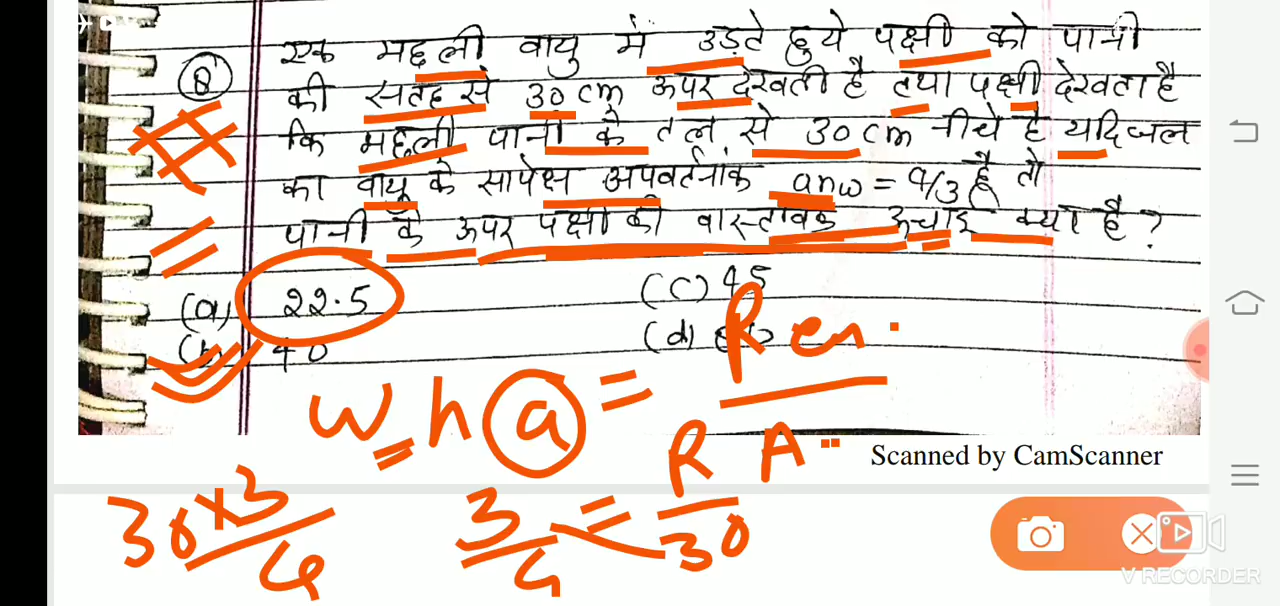 एक मछली वायु में उड़ते हुये पक्षी को पानी
(8) की सतह से 30 cm ऊपर देखती है तथा पक्षी देखता है
कि मछली पानी के तल से 30 cm नीचे है यदि जल
का वायु के सापेक्ष अपवर्तनांक anw = 4/3 है तो
पानी के ऊपर पक्षी की वास्तविक ऊंचाई क्या है ?
(a) 22.5 (c) 45
(b) 40 (d)
R en.
w h a =
R A
Scanned by CamScanner
30×3/4 3/4 = R/30
V RECORDER